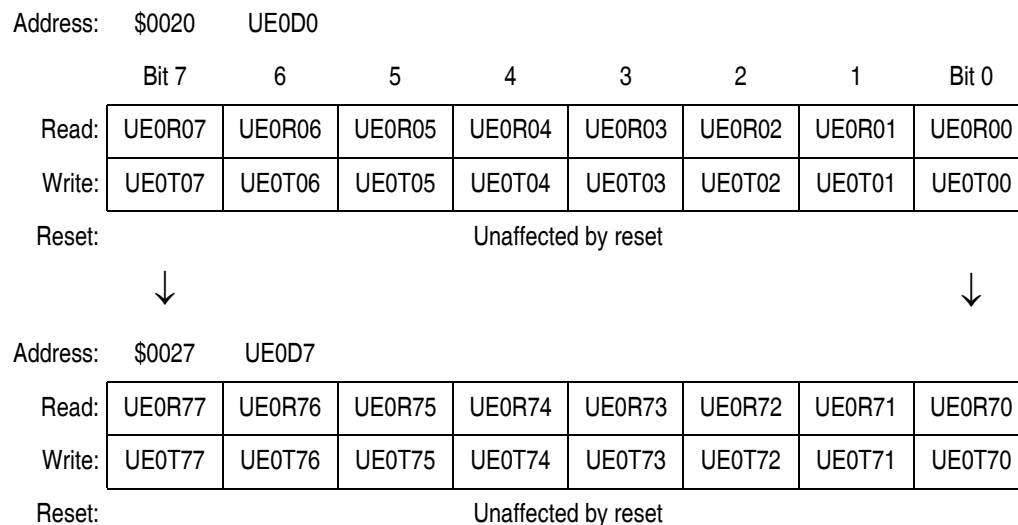 Address: $0020 UE0D0
Bit 7 6 5 4 3 2 1 Bit 0
Read: UE0R07 UE0R06 UE0R05 UE0R04 UE0R03 UE0R02 UE0R01 UE0R00
Write: UE0T07 UE0T06 UE0T05 UE0T04 UE0T03 UE0T02 UE0T01 UE0T00
Reset: Unaffected by reset
↓ ↓
Address: $0027 UE0D7
Read: UE0R77 UE0R76 UE0R75 UE0R74 UE0R73 UE0R72 UE0R71 UE0R70
Write: UE0T77 UE0T76 UE0T75 UE0T74 UE0T73 UE0T72 UE0T71 UE0T70
Reset: Unaffected by reset